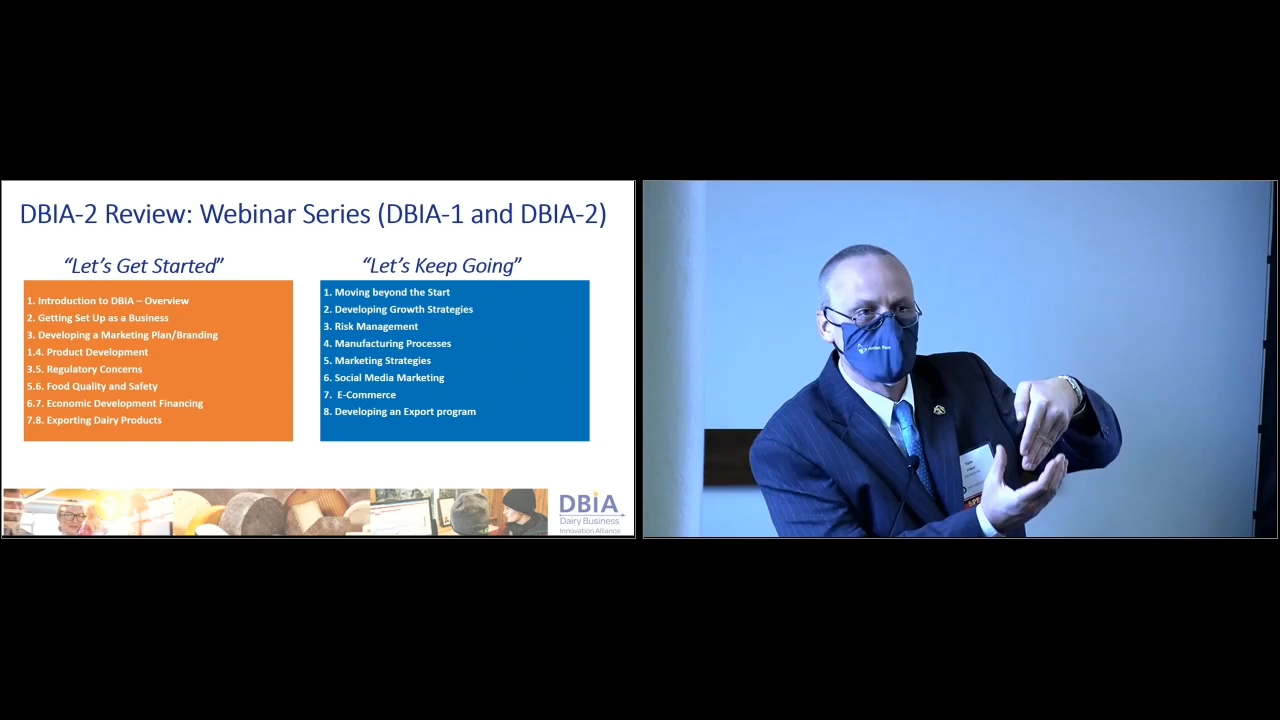 DBIA-2 Review: Webinar Series (DBIA-1 and DBIA-2)
“Let’s Get Started”
1. Introduction to DBIA – Overview
2. Getting Set Up as a Business
3. Developing a Marketing Plan/Branding
1.4. Product Development
3.5. Regulatory Concerns
5.6. Food Quality and Safety
6.7. Economic Development Financing
7.8. Exporting Dairy Products
“Let’s Keep Going”
1. Moving beyond the Start
2. Developing Growth Strategies
3. Risk Management
4. Manufacturing Processes
5. Marketing Strategies
6. Social Media Marketing
7. E-Commerce
8. Developing an Export program
DBiA
Dairy Business
Innovation Alliance